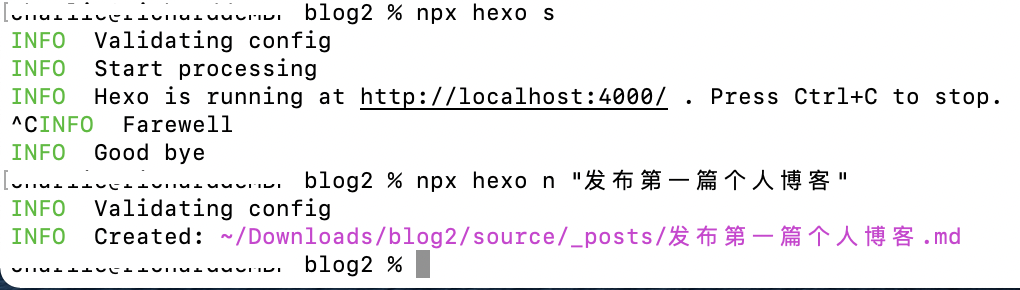 blog2 % npx hexo s
INFO  Validating config
INFO  Start processing
INFO  Hexo is running at http://localhost:4000/ . Press Ctrl+C to stop.
^CINFO  Farewell
INFO  Good bye
blog2 % npx hexo n "发布第一篇个人博客"
INFO  Validating config
INFO  Created: ~/Downloads/blog2/source/_posts/发布第一篇个人博客.md
blog2 %